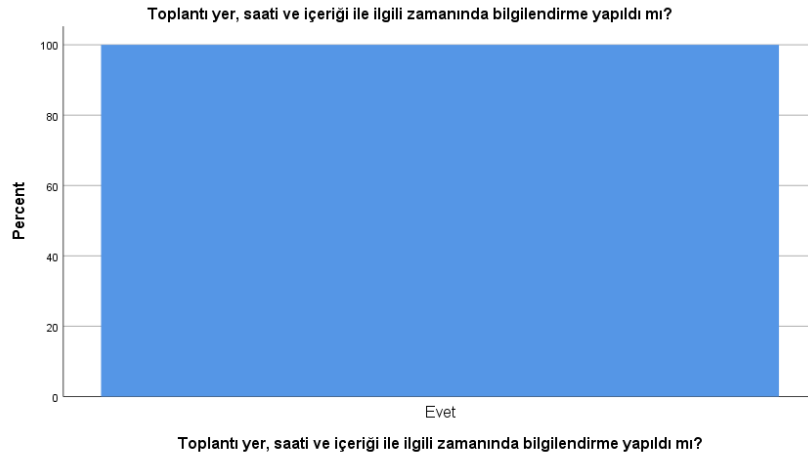 Toplantı yer, saati ve içeriği ile ilgili zamanında bilgilendirme yapıldı mı?
100
80
60
40
20
0
Percent
Evet
Toplantı yer, saati ve içeriği ile ilgili zamanında bilgilendirme yapıldı mı?